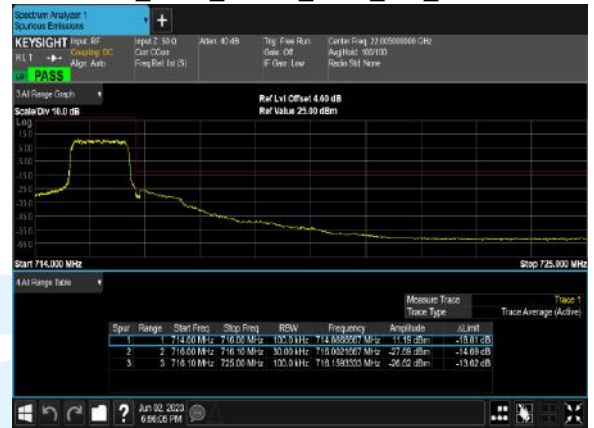 Spectrum Analyzer 1
Spurious Emissions
+
KEYSIGHT Input: RF
RLT
Coupling: DC
Align: Auto
Input Z: 50 Ω
Corr CCorr
Freq Ref: Int (S)
Atten: 40 dB
Trig: Free Run
Gate: Off
IF Gain: Low
Center Freq: 22.005000000 GHz
Avg|Hold: 100/100
Radio Std: None
PASS
3 All Range Graph
Scale/Div 10.0 dB
Ref Lvl Offset 4.60 dB
Ref Value 25.00 dBm
Log
15.0
5.00
-5.00
-15.0
-25.0
-35.0
-45.0
-55.0
-65.0
Start 714.000 MHz
Stop 725.000 MHz
4 All Range Table
Measure Trace Trace 1
Trace Type Trace Average (Active)
Spur Range Start Freq Stop Freq RBW Frequency Amplitude ΔLimit
1 1 714.00 MHz 716.00 MHz 100.0 kHz 714.8666667 MHz 11.19 dBm -18.81 dB
2 2 716.00 MHz 716.10 MHz 30.00 kHz 716.0021667 MHz -27.69 dBm -14.69 dB
3 3 716.10 MHz 725.00 MHz 100.0 kHz 716.1593333 MHz -26.62 dBm -13.62 dB
?
Jun 02, 2023
6:56:05 PM